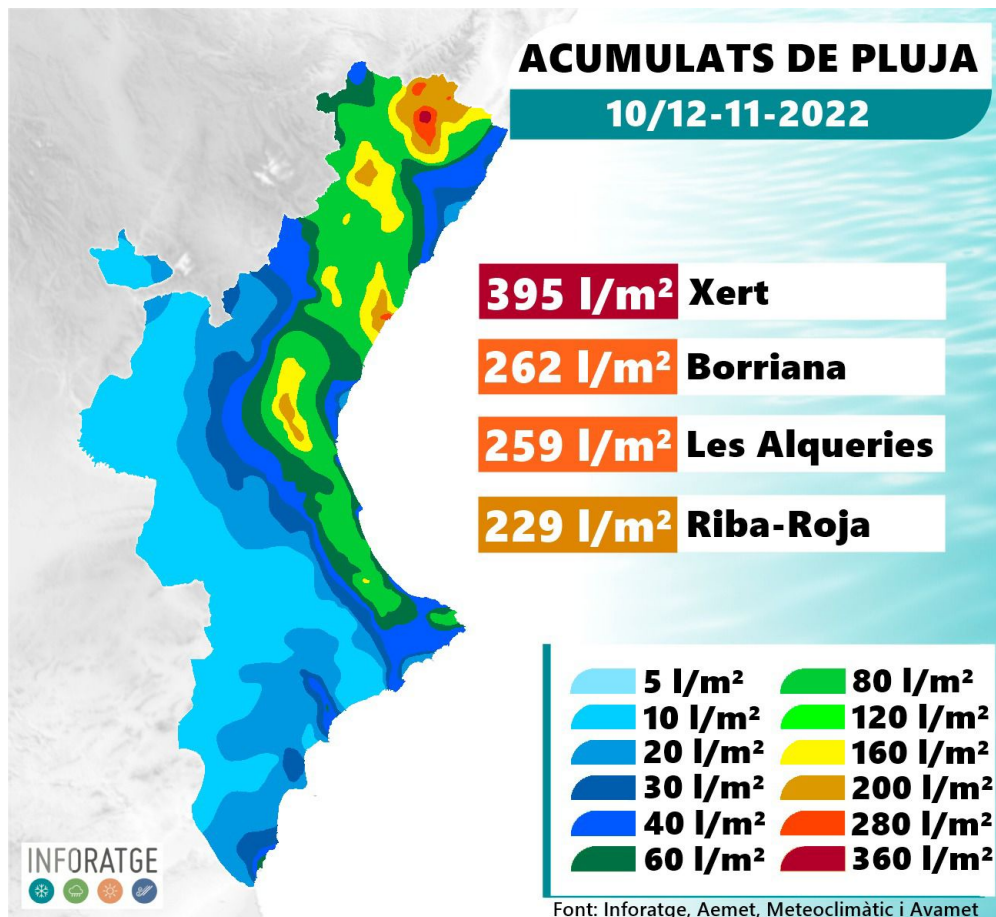 ACUMULATS DE PLUJA
10/12-11-2022
395 l/m² Xert
262 l/m² Borriana
259 l/m² Les Alqueries
229 l/m² Riba-Roja
5 l/m²
10 l/m²
20 l/m²
30 l/m²
40 l/m²
60 l/m²
80 l/m²
120 l/m²
160 l/m²
200 l/m²
280 l/m²
360 l/m²
INFORATGE
Font: Inforatge, Aemet, Meteoclimàtic i Avamet